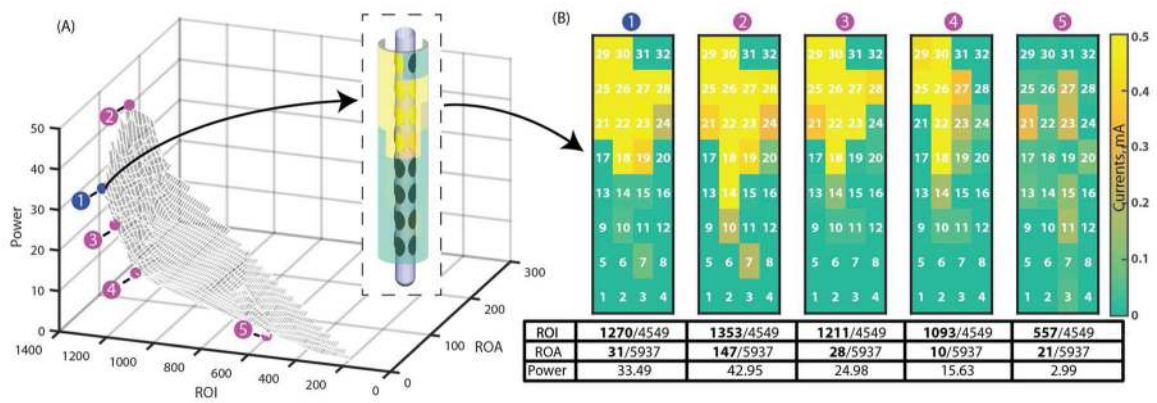 (A)
(B)
Power
50
40
30
20
10
0
1400
1200
1000
800
600
400
200
0
ROI
0
100
200
300
ROA
1
2
3
4
5
1 2 3 4 5
29 30 31 32 29 30 31 32 29 30 31 32 29 30 31 32 29 30 31 32
25 26 27 28 25 26 27 28 25 26 27 28 25 26 27 28 25 26 27 28
21 22 23 24 21 22 23 24 21 22 23 24 21 22 23 24 21 22 23 24
17 18 19 20 17 18 19 20 17 18 19 20 17 18 19 20 17 18 19 20
13 14 15 16 13 14 15 16 13 14 15 16 13 14 15 16 13 14 15 16
9 10 11 12 9 10 11 12 9 10 11 12 9 10 11 12 9 10 11 12
5 6 7 8 5 6 7 8 5 6 7 8 5 6 7 8 5 6 7 8
1 2 3 4 1 2 3 4 1 2 3 4 1 2 3 4 1 2 3 4
0.5
0.4
0.3
0.2
0.1
0
Currents, mA
ROI 1270/4549 1353/4549 1211/4549 1093/4549 557/4549
ROA 31/5937 147/5937 28/5937 10/5937 21/5937
Power 33.49 42.95 24.98 15.63 2.99